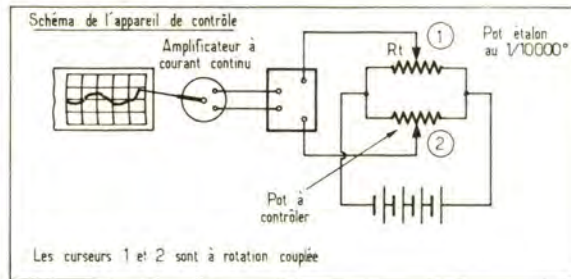 Schéma de l'appareil de contrôle
Amplificateur à
courant continu
1
Rt
Pot étalon
au 1/10.000°
2
Pot à
contrôler
Les curseurs 1 et 2 sont à rotation couplée